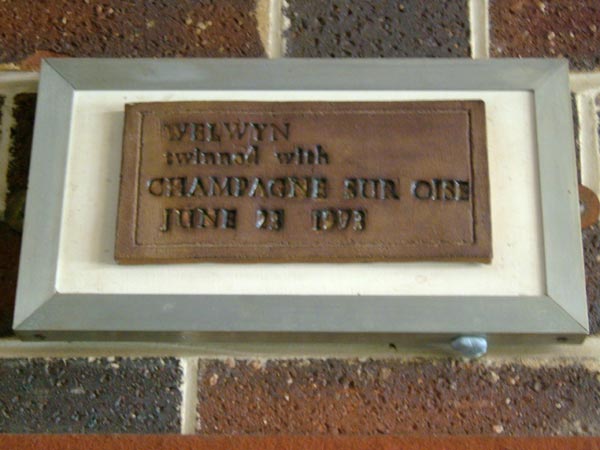 WELWYN
twinned with
CHAMPAGNE SUR OISE
JUNE 23 1973